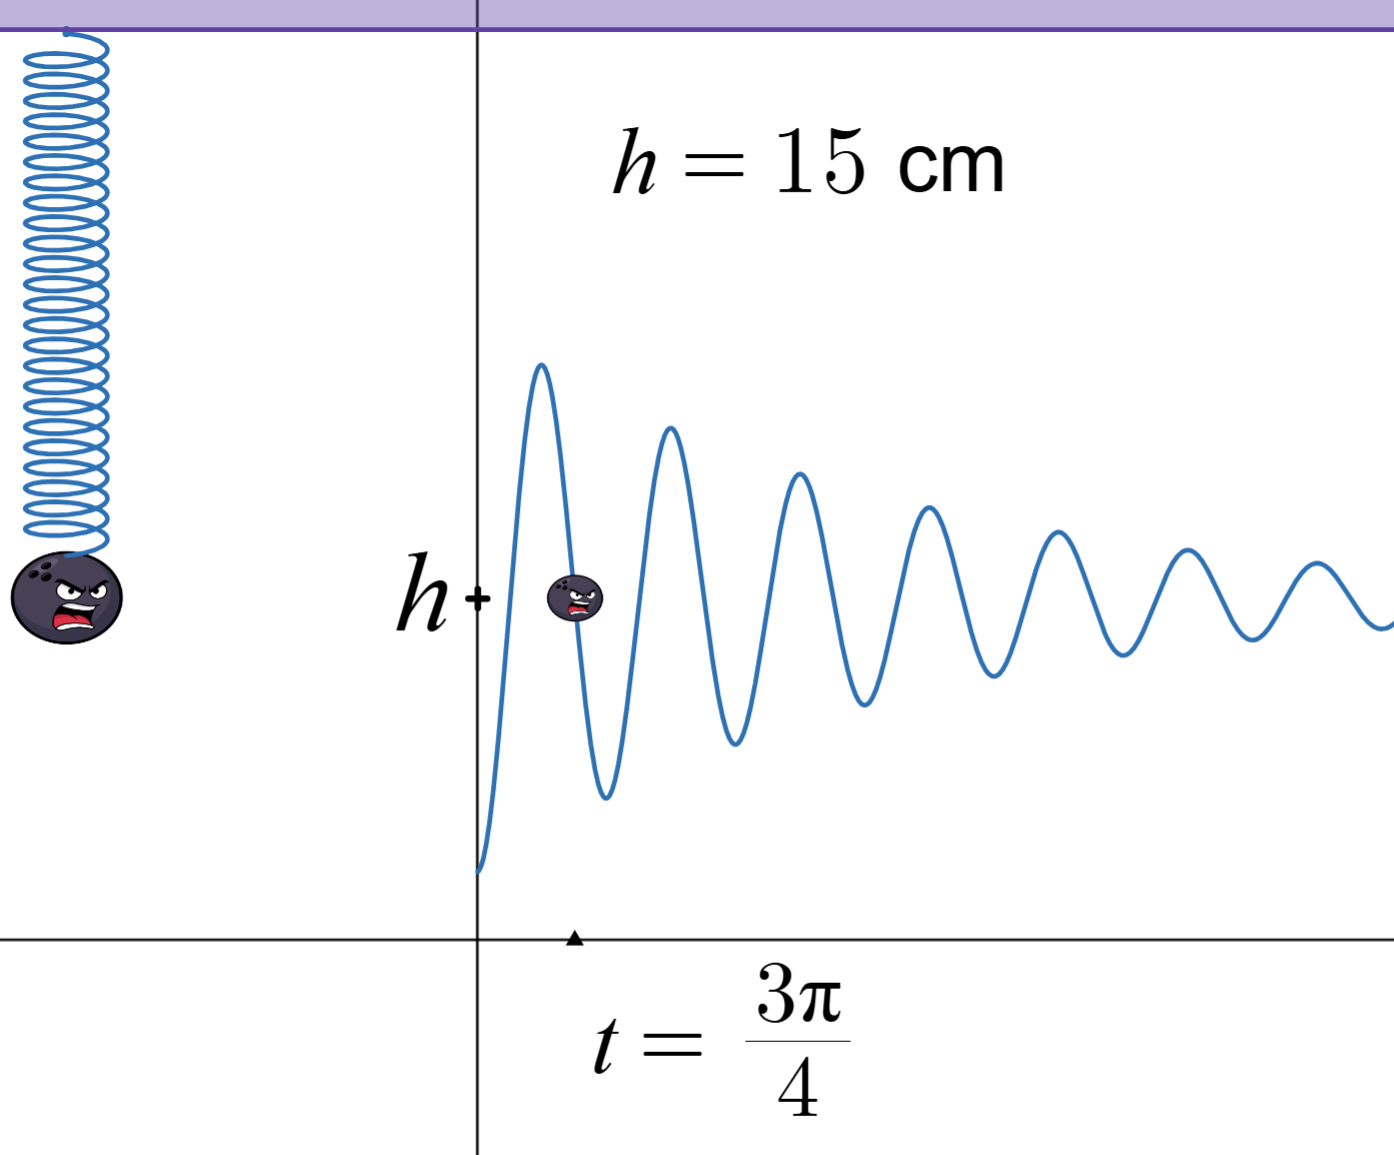 h = 15 cm
h
t = 3π/4